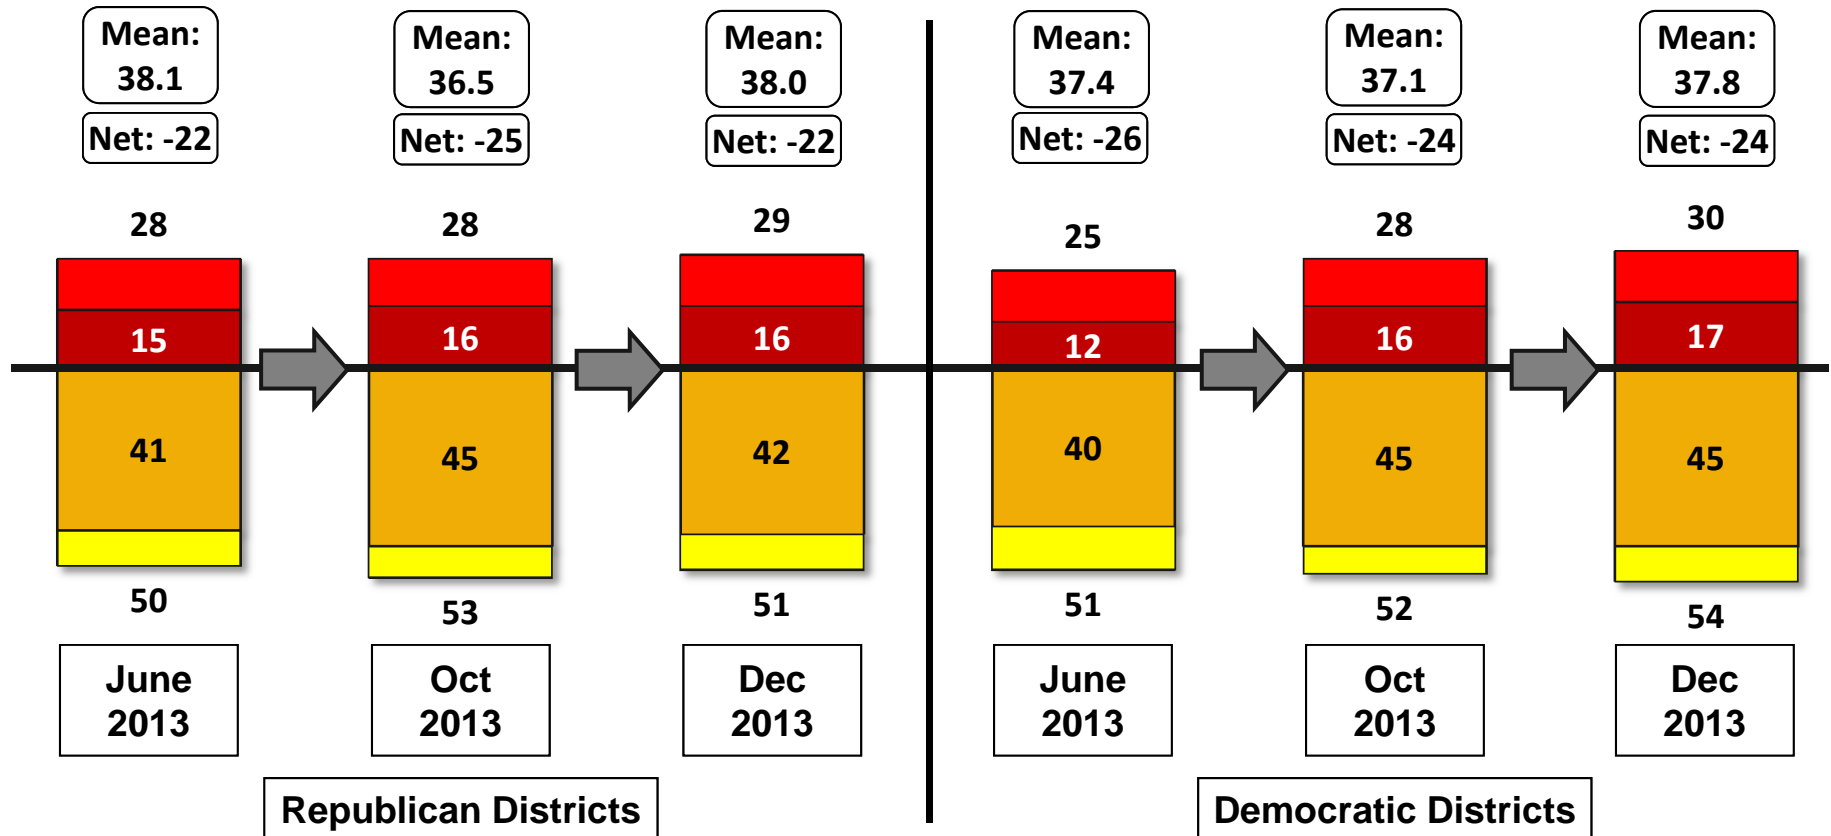 Mean:
38.1
Net: -22
28
15
41
50
June
2013
Mean:
36.5
Net: -25
28
16
45
53
Oct
2013
Mean:
38.0
Net: -22
29
16
42
51
Dec
2013
Republican Districts
Mean:
37.4
Net: -26
25
12
40
51
June
2013
Mean:
37.1
Net: -24
28
16
45
52
Oct
2013
Mean:
37.8
Net: -24
30
17
45
54
Dec
2013
Democratic Districts